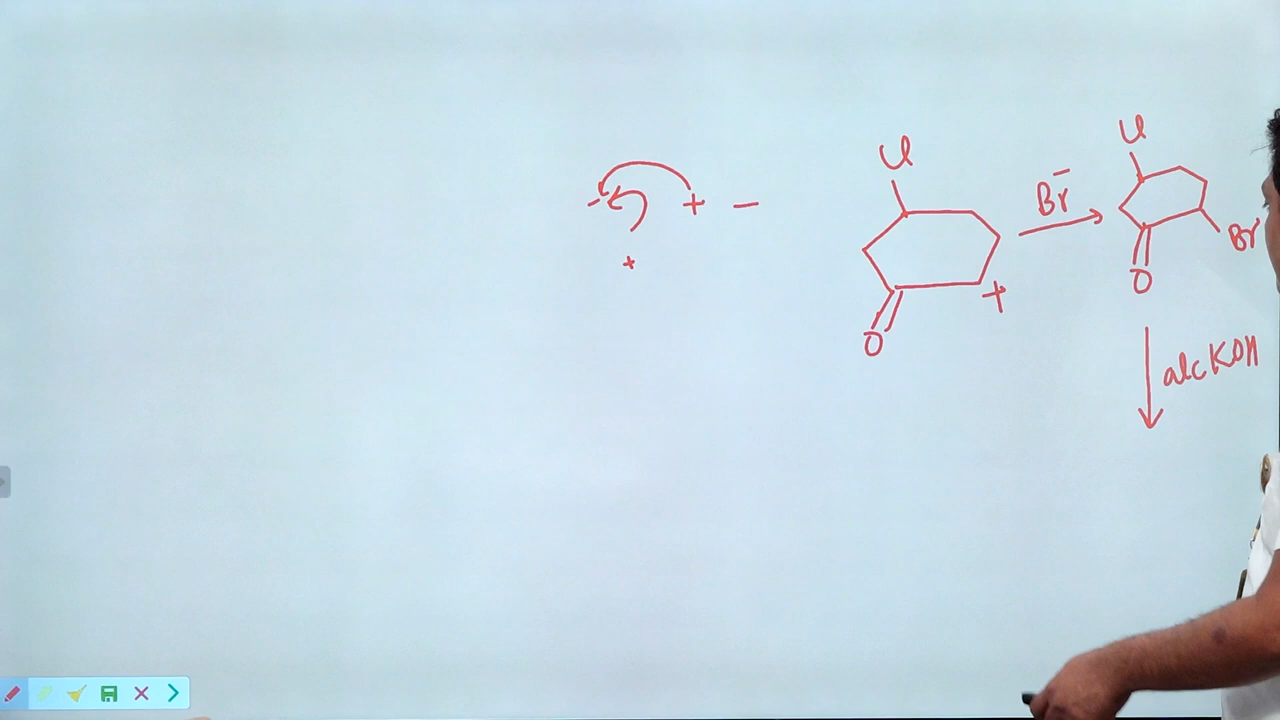 Cl
Cl
Br⁻
- + -
+
Br
+
O
O
alc KOH